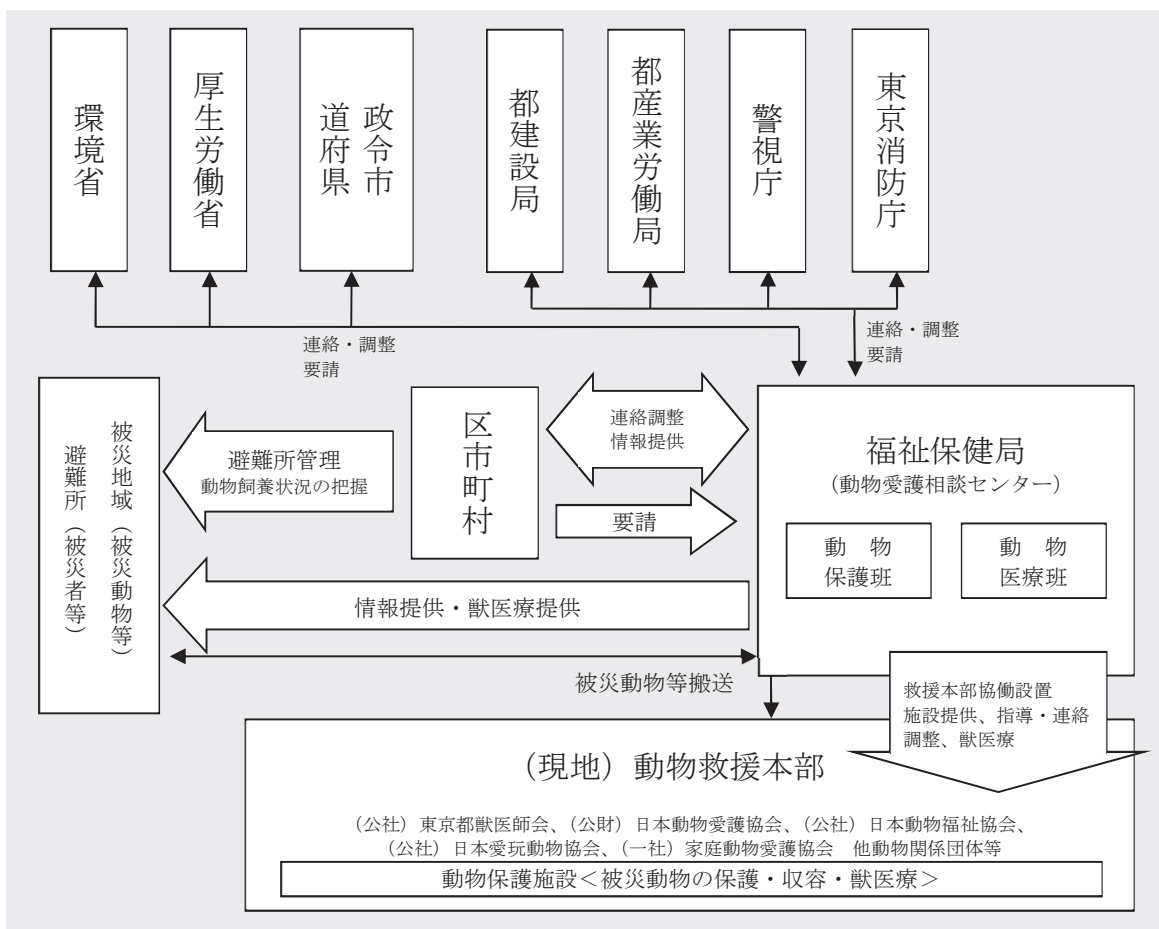 環境省
厚生労働省
政令市
道府県
都建設局
都産業労働局
警視庁
東京消防庁
連絡・調整
要請
連絡・調整
要請
被災地域（被災動物等）
避難所（被災者等）
避難所管理
動物飼養状況の把握
区市町村
連絡調整
情報提供
要請
福祉保健局
（動物愛護相談センター）
動　物
保護班
動　物
医療班
情報提供・獣医療提供
被災動物等搬送
救援本部協働設置
施設提供、指導・連絡
調整、獣医療
（現地）動物救援本部
（公社）東京都獣医師会、（公財）日本動物愛護協会、（公社）日本動物福祉協会、
（公社）日本愛玩動物協会、（一社）家庭動物愛護協会　他動物関係団体等
動物保護施設＜被災動物の保護・収容・獣医療＞